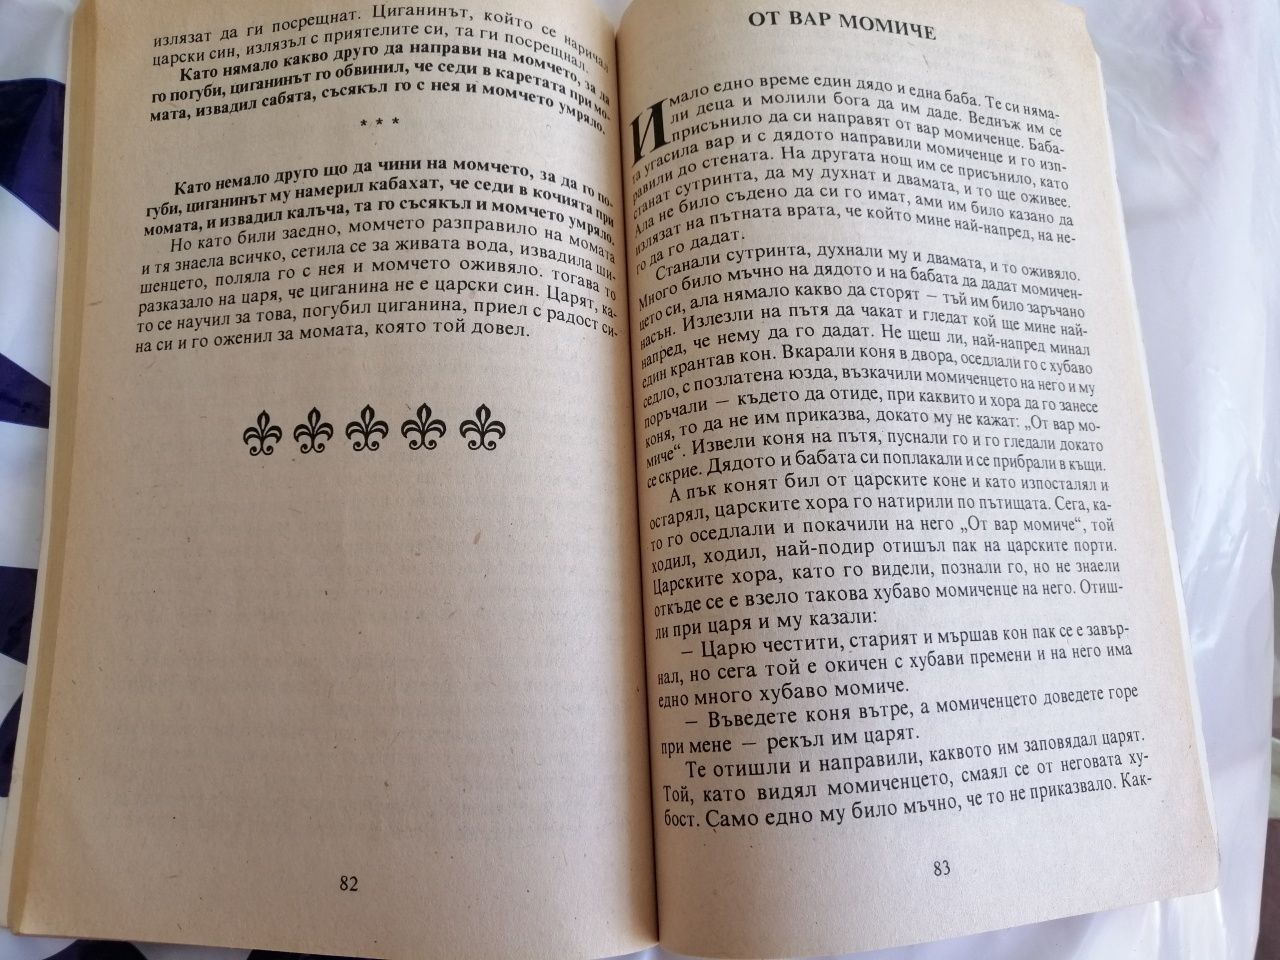 излязат да ги посрещнат. Циганинът, който се наричал
царски син, излязъл с приятелите си, та ги посрещнал.
Като нямало какво друго да направи на момчето, за да
го погуби, циганинът го обвинил, че седи в каретата при мо-
мата, извадил сабята, съсякъл го с нея и момчето умряло.
* * *
Като немало друго що да чини на момчето, за да го по-
губи, циганинът му намерил кабахат, че седи в кочията при
момата, и извадил калъча, та го съсякъл и момчето умряло.
Но като били заедно, момчето разправило на момата
и тя знаела всичко, сетила се за живата вода, извадила ши-
шенцето, поляла го с нея и момчето оживяло. тогава то
разказало на царя, че циганина не е царски син. Царят, ка-
то се научил за това, погубил циганина, приел с радост си-
на си и го оженил за момата, която той довел.
82
ОТ ВАР МОМИЧЕ
Имало едно време един дядо и една баба. Те си няма-
ли деца и молили бога да им даде. Веднъж им се
присънило да си направят от вар момиченце. Баба-
та угасила вар и с дядото направили момиченце и го изп-
равили до стената. На другата нощ им се присънило, като
станат сутринта, да му духнат и двамата, и то ще оживее.
Ала не било съдено да си го имат, ами им било казано да
излязат на пътната врата, че който мине най-напред, на не-
го да го дадат.
Станали сутринта, духнали му и двамата, и то оживяло.
Много било мъчно на дядото и на бабата да дадат момичен-
цето си, ала нямало какво да сторят — тъй им било заръчано
насън. Излезли на пътя да чакат и гледат кой ще мине най-
напред, че нему да го дадат. Не щеш ли, най-напред минал
един крантав кон. Вкарали коня в двора, оседлали го с хубаво
седло, с позлатена юзда, възкачили момиченцето на него и му
поръчали — където да отиде, при каквито и хора да го занесе
коня, то да не им приказва, докато му не кажат: „От вар мо-
миче“. Извели коня на пътя, пуснали го и го гледали докато
се скрие. Дядото и бабата си поплакали и се прибрали в къщи.
А пък конят бил от царските коне и като изпосталял и
остарял, царските хора го натирили по пътищата. Сега, ка-
то го оседлали и покачили на него „От вар момиче“, той
ходил, ходил, най-подир отишъл пак на царските порти.
Царските хора, като го видели, познали го, но не знаели
откъде се е взело такова хубаво момиченце на него. Отиш-
ли при царя и му казали:
— Царю честити, старият и мършав кон пак се е завър-
нал, но сега той е окичен с хубави премени и на него има
едно много хубаво момиче.
— Въведете коня вътре, а момиченцето доведете горе
при мене — рекъл им царят.
Те отишли и направили, каквото им заповядал царят.
Той, като видял момиченцето, смаял се от неговата ху-
бост. Само едно му било мъчно, че то не приказвало. Как-
83